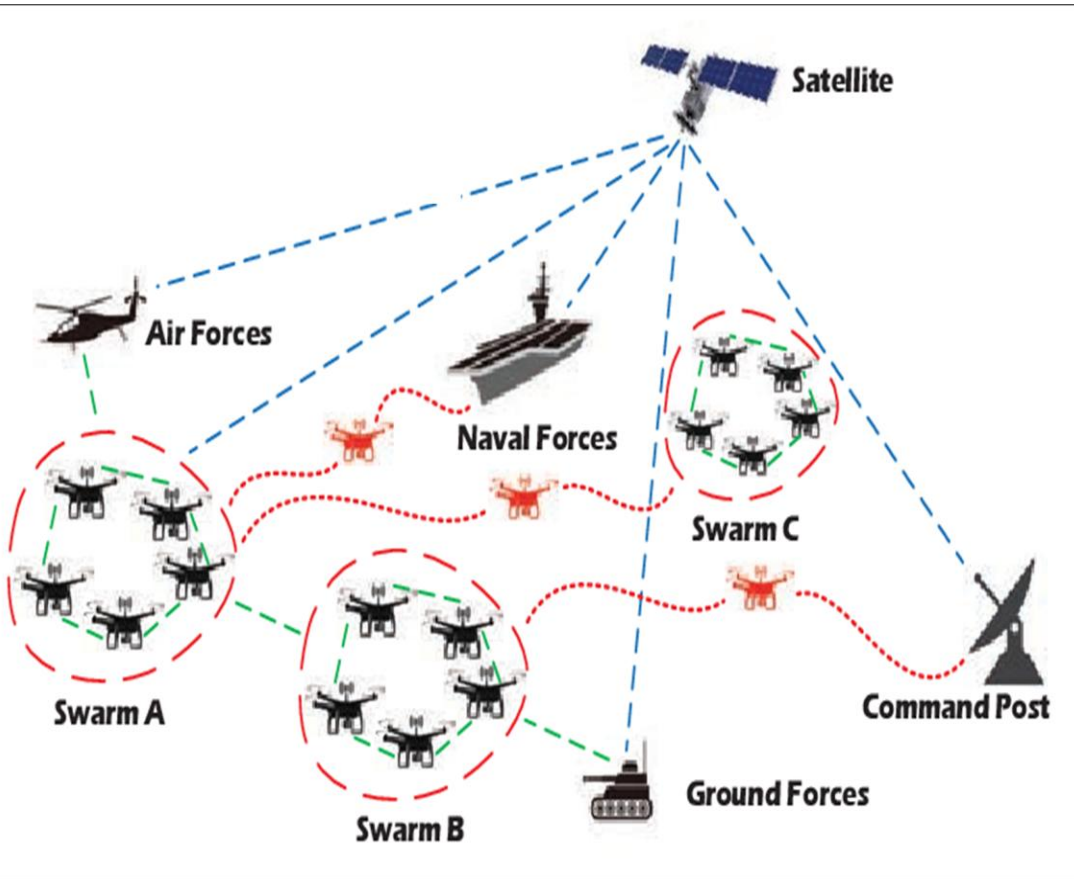 Satellite
Air Forces
Naval Forces
Swarm C
Swarm A
Command Post
Ground Forces
Swarm B